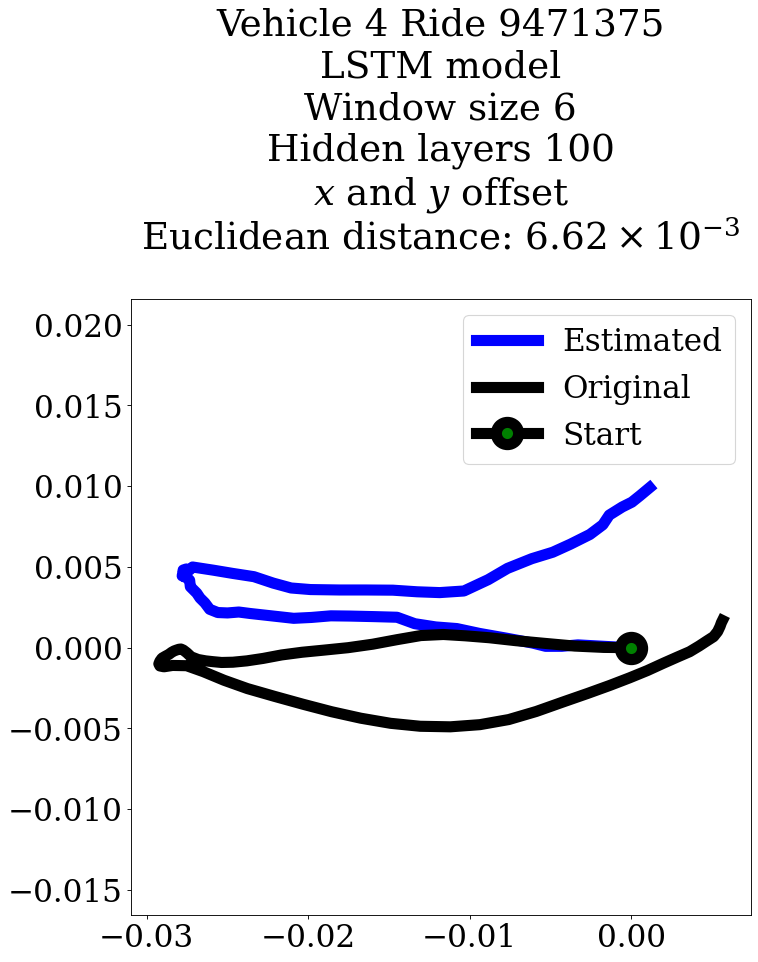 Vehicle 4 Ride 9471375
LSTM model
Window size 6
Hidden layers 100
x and y offset
Euclidean distance: 6.62 × 10⁻³
Estimated
Original
Start
0.020
0.015
0.010
0.005
0.000
−0.005
−0.010
−0.015
−0.03 −0.02 −0.01 0.00